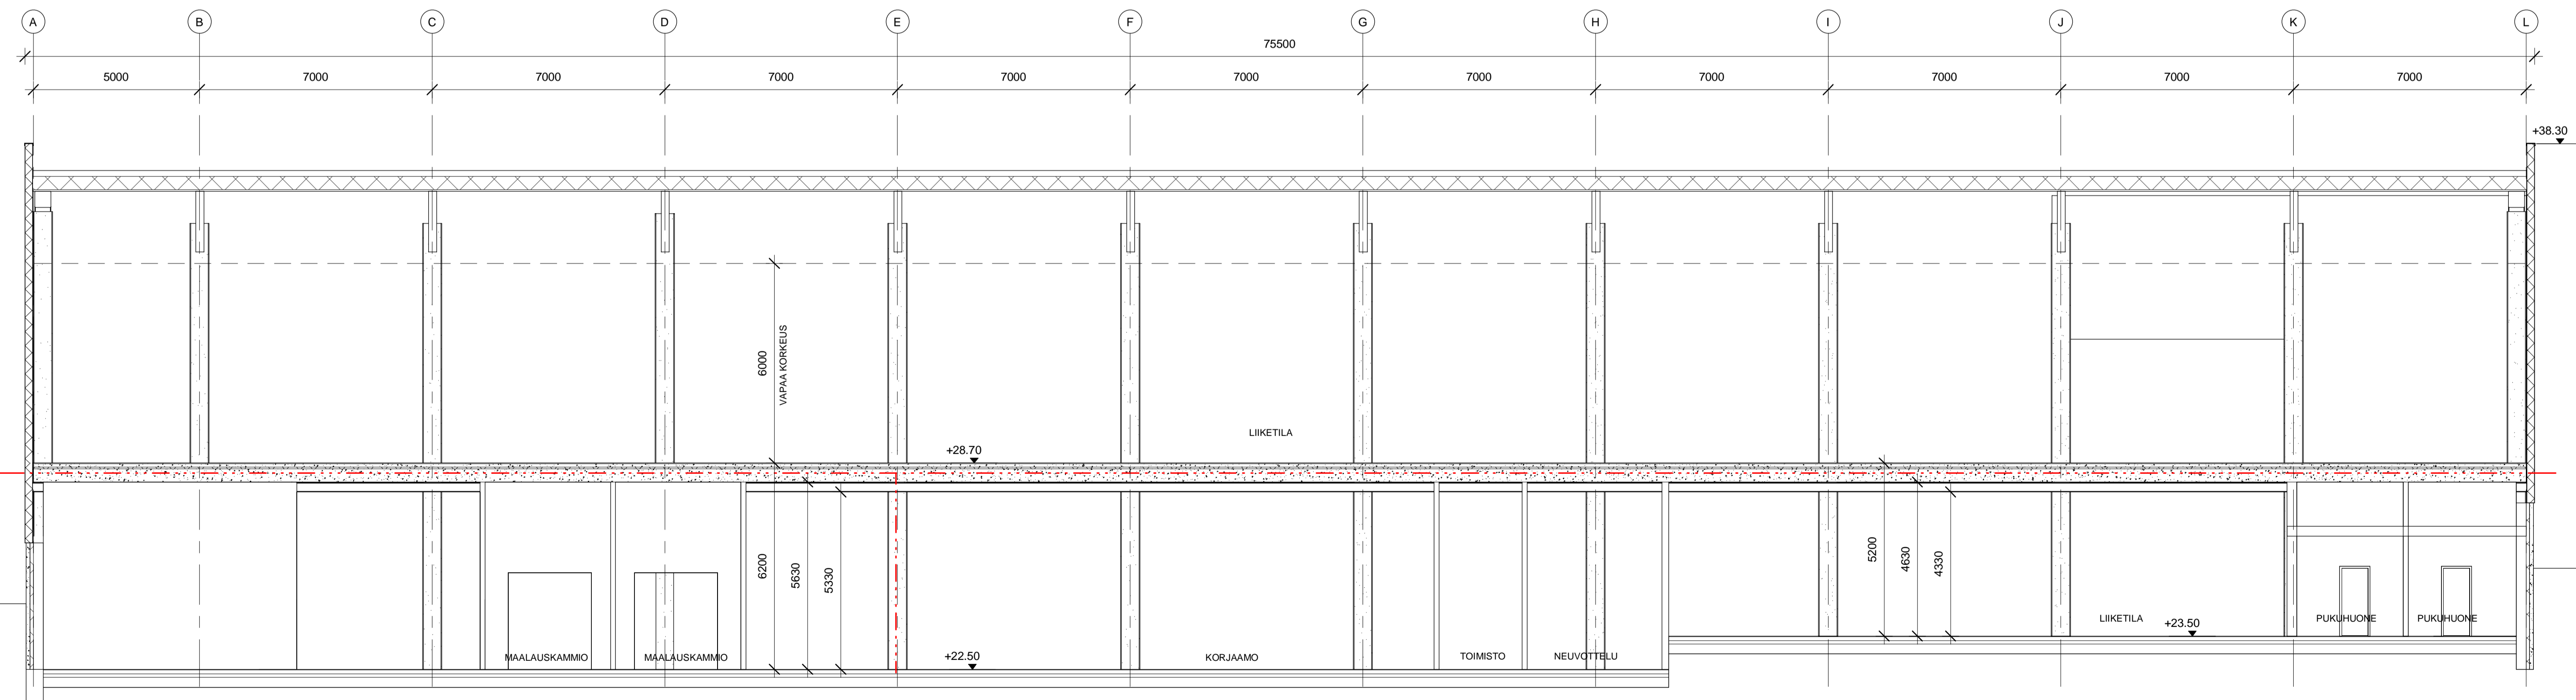 A B C D E F G H I J K L
75500
5000 7000 7000 7000 7000 7000 7000 7000 7000 7000 7000
+38.30
6000
VAPAA KORKEUS
LIIKETILA
+28.70
6200
5630
5330
5200
4630
4330
LIIKETILA
+23.50
PUKUHUONE
PUKUHUONE
MAALAUSKAMMIO
MAALAUSKAMMIO
+22.50
KORJAAMO
TOIMISTO
NEUVOTTELU